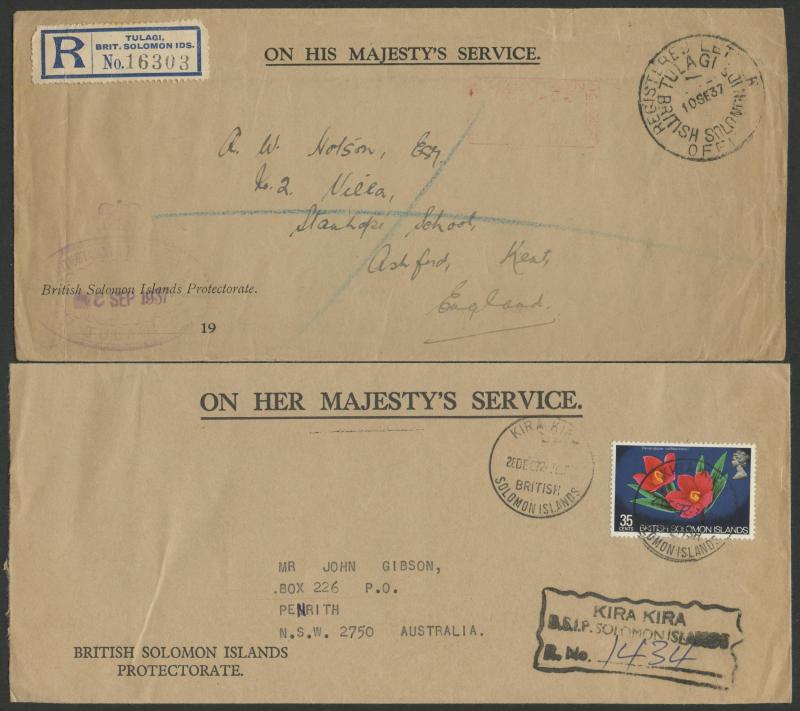 TULAGI,
R BRIT. SOLOMON IDS.
No. 16303
ON HIS MAJESTY'S SERVICE.
REGISTERED LETTER
TULAGI
10SE37
BRITISH SOLOMON
OFFI
A. W. Hotson, Esq
No. 2 Villa,
Stanhope School,
Ashford, Kent,
England.
British Solomon Islands Protectorate.
SEP 1937
19
ON HER MAJESTY'S SERVICE.
KIRA KIRA
BRITISH
SOLOMON ISLANDS
35
CENTS
BRITISH SOLOMON ISLANDS
SOLOMON ISLANDS
MR JOHN GIBSON,
.BOX 226 P.O.
PENRITH
N.S.W. 2750 AUSTRALIA.
KIRA KIRA
B.S.I.P. SOLOMON ISLANDS
R. No. 1434
BRITISH SOLOMON ISLANDS
PROTECTORATE.